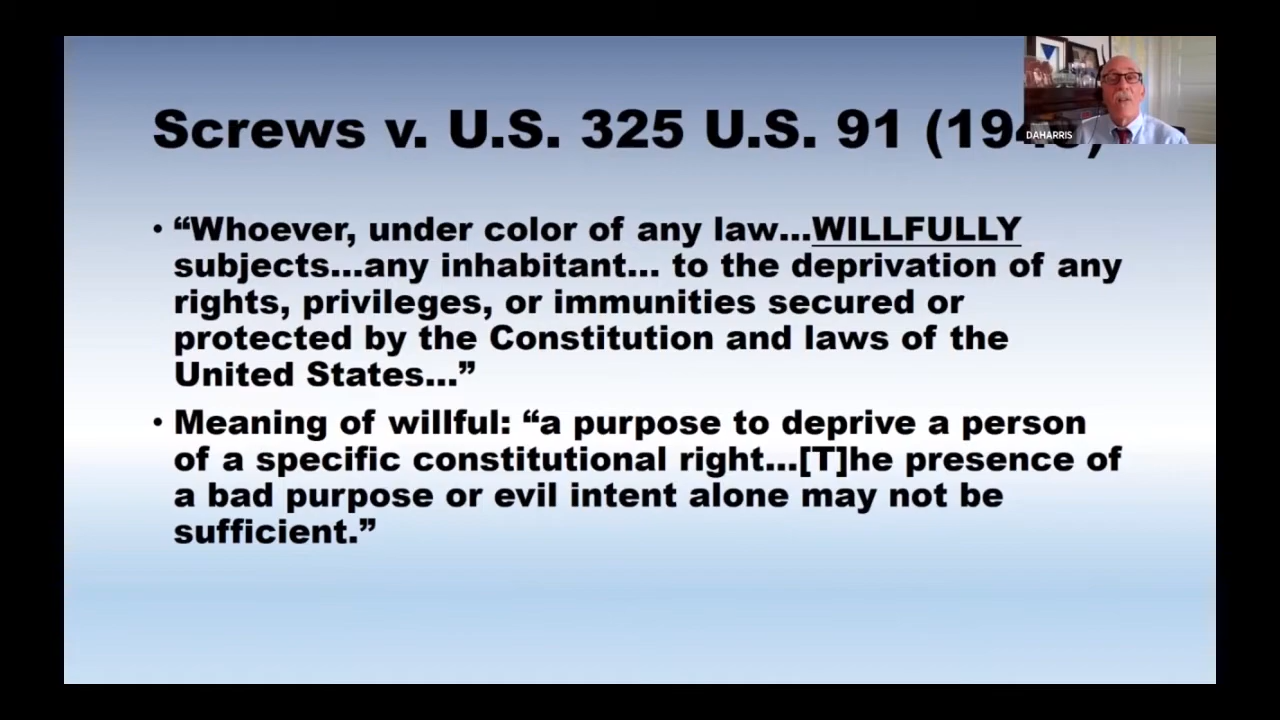 Screws v. U.S. 325 U.S. 91
DAHARRIS
• “Whoever, under color of any law...WILLFULLY
subjects...any inhabitant... to the deprivation of any
rights, privileges, or immunities secured or
protected by the Constitution and laws of the
United States...”
• Meaning of willful: “a purpose to deprive a person
of a specific constitutional right...[T]he presence of
a bad purpose or evil intent alone may not be
sufficient.”